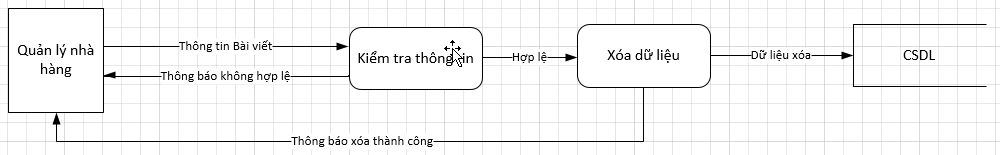 Quản lý nhà
hàng
Thông tin Bài viết
Thông báo không hợp lệ
Kiểm tra thông tin
Hợp lệ
Xóa dữ liệu
Dữ liệu xóa
CSDL
Thông báo xóa thành công